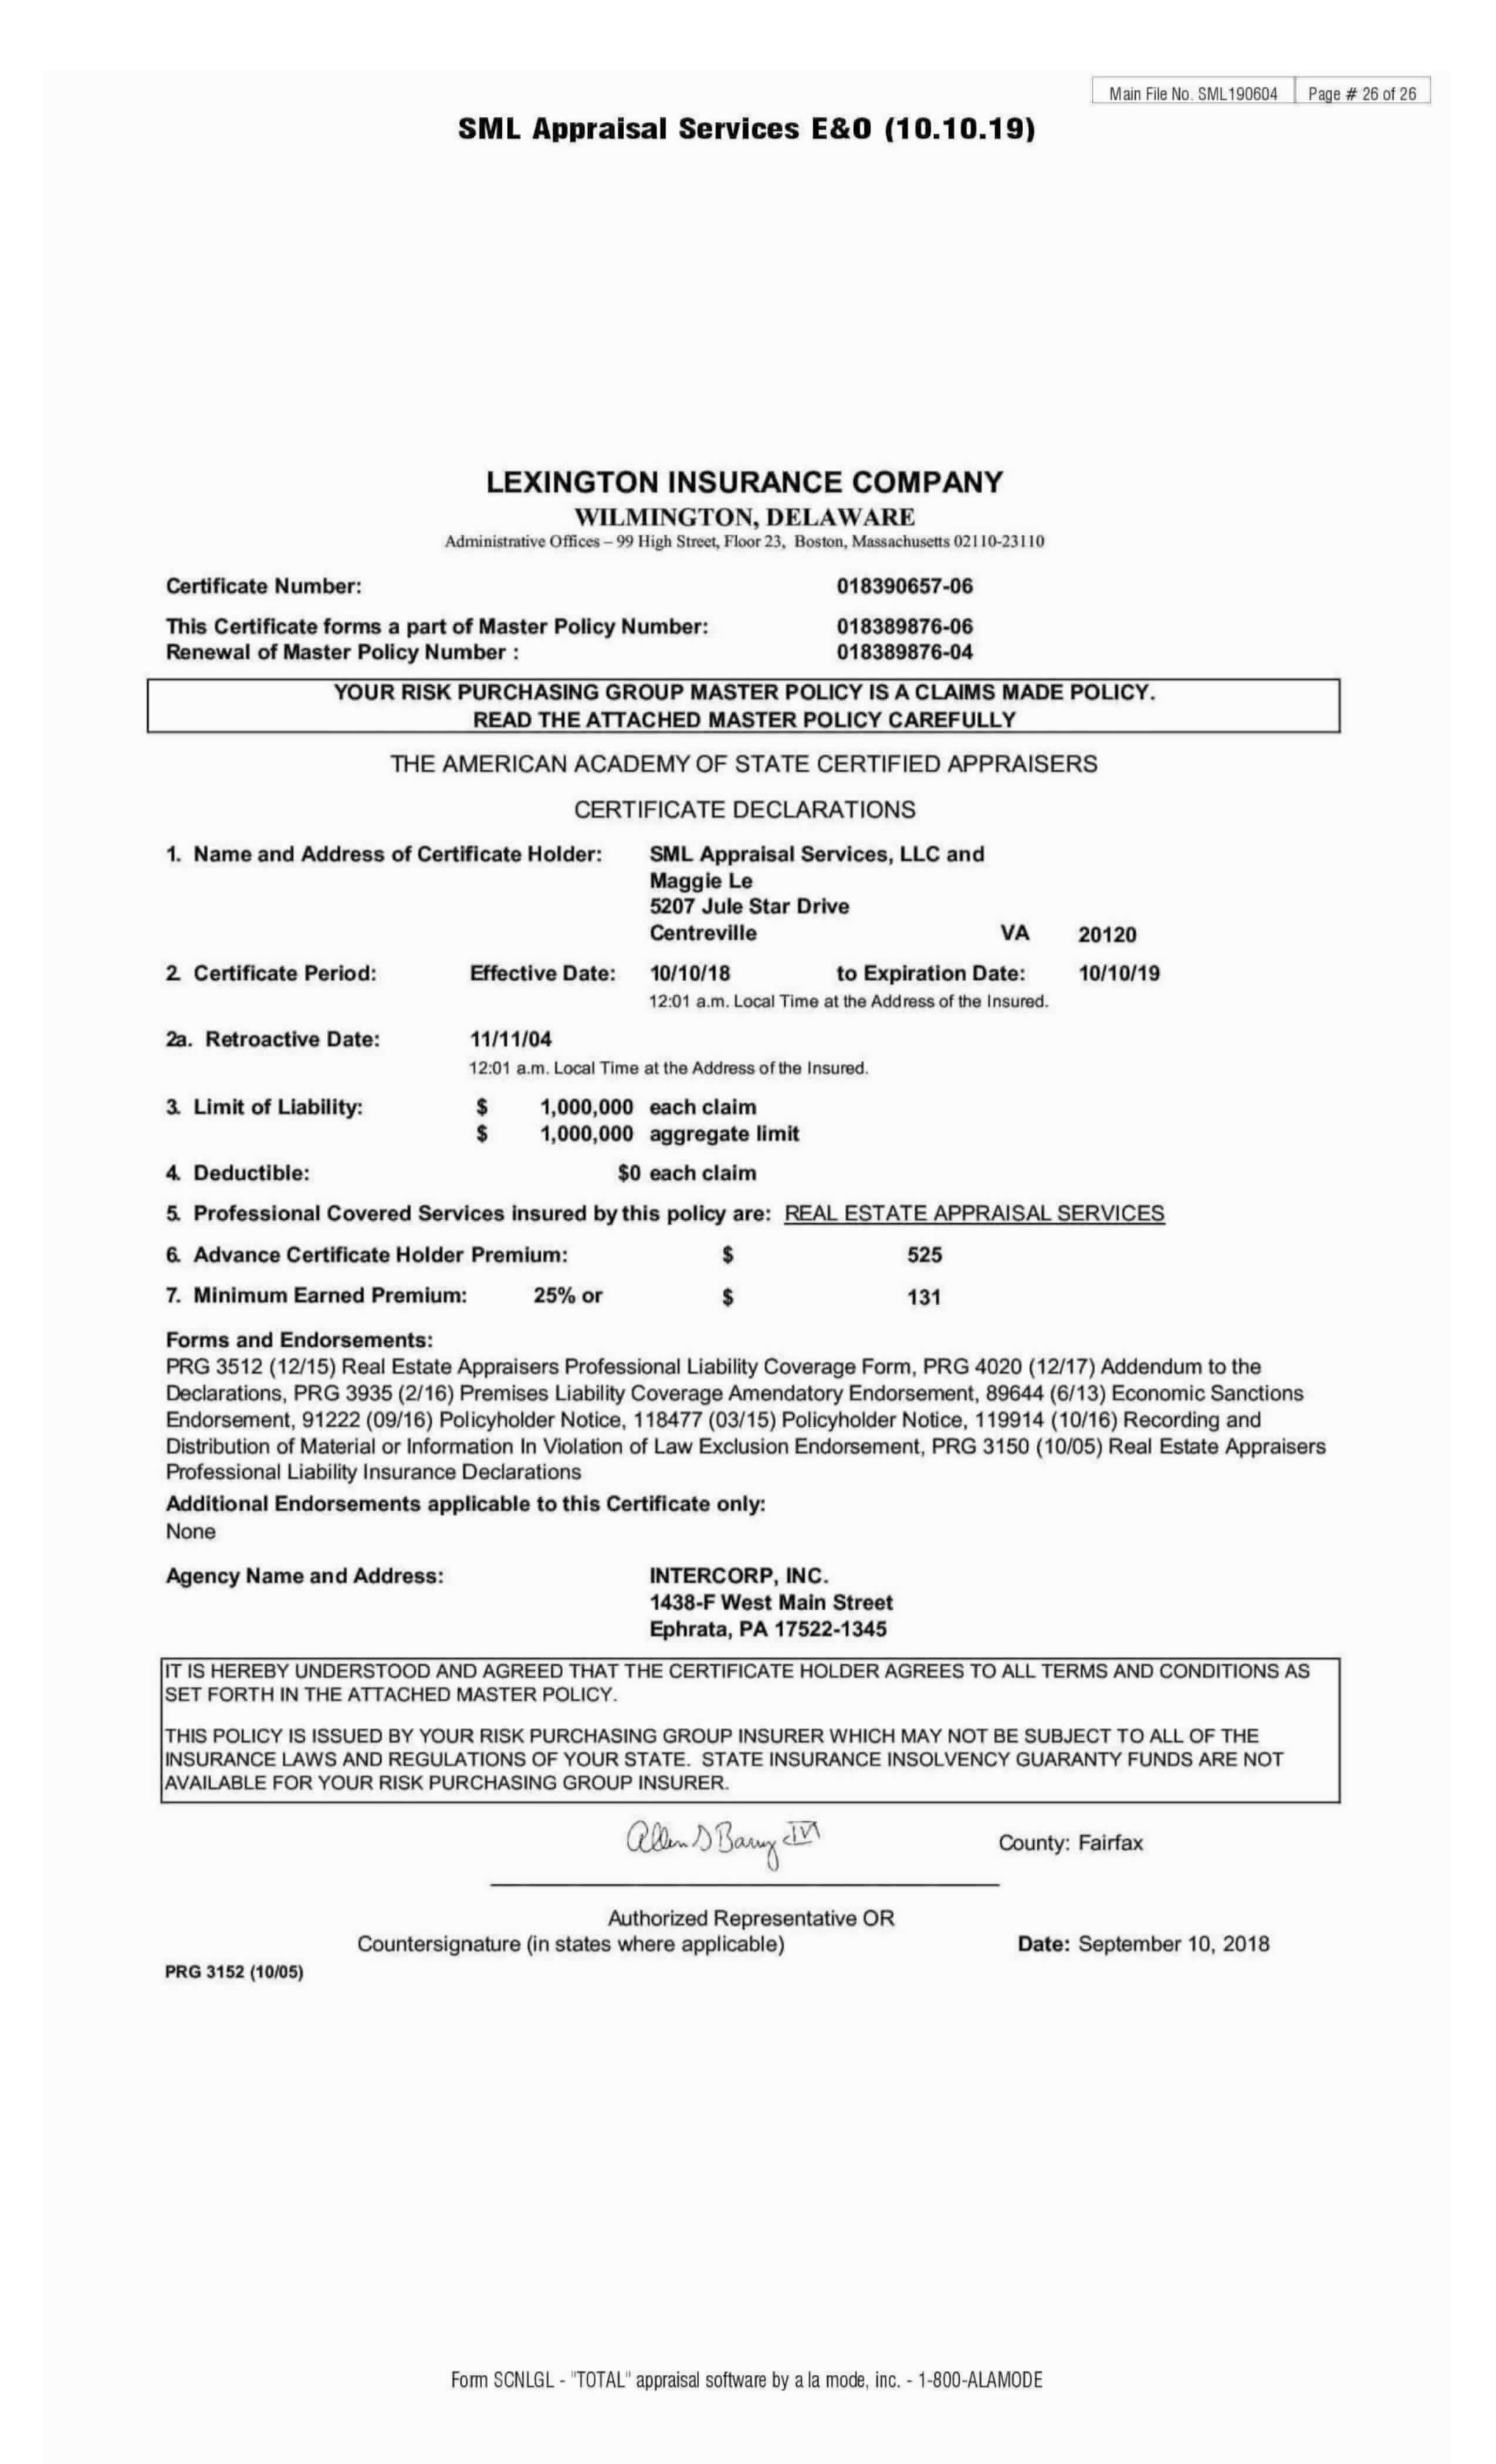 Main File No. SML190604 Page # 26 of 26
SML Appraisal Services E&O (10.10.19)
LEXINGTON INSURANCE COMPANY
WILMINGTON, DELAWARE
Administrative Offices – 99 High Street, Floor 23, Boston, Massachusetts 02110-23110
Certificate Number: 018390657-06
This Certificate forms a part of Master Policy Number: 018389876-06
Renewal of Master Policy Number : 018389876-04
YOUR RISK PURCHASING GROUP MASTER POLICY IS A CLAIMS MADE POLICY.
READ THE ATTACHED MASTER POLICY CAREFULLY
THE AMERICAN ACADEMY OF STATE CERTIFIED APPRAISERS
CERTIFICATE DECLARATIONS
1. Name and Address of Certificate Holder: SML Appraisal Services, LLC and
Maggie Le
5207 Jule Star Drive
Centreville VA 20120
2. Certificate Period: Effective Date: 10/10/18 to Expiration Date: 10/10/19
12:01 a.m. Local Time at the Address of the Insured.
2a. Retroactive Date: 11/11/04
12:01 a.m. Local Time at the Address of the Insured.
3. Limit of Liability: $ 1,000,000 each claim
$ 1,000,000 aggregate limit
4. Deductible: $0 each claim
5. Professional Covered Services insured by this policy are: REAL ESTATE APPRAISAL SERVICES
6. Advance Certificate Holder Premium: $ 525
7. Minimum Earned Premium: 25% or $ 131
Forms and Endorsements:
PRG 3512 (12/15) Real Estate Appraisers Professional Liability Coverage Form, PRG 4020 (12/17) Addendum to the
Declarations, PRG 3935 (2/16) Premises Liability Coverage Amendatory Endorsement, 89644 (6/13) Economic Sanctions
Endorsement, 91222 (09/16) Policyholder Notice, 118477 (03/15) Policyholder Notice, 119914 (10/16) Recording and
Distribution of Material or Information In Violation of Law Exclusion Endorsement, PRG 3150 (10/05) Real Estate Appraisers
Professional Liability Insurance Declarations
Additional Endorsements applicable to this Certificate only:
None
Agency Name and Address: INTERCORP, INC.
1438-F West Main Street
Ephrata, PA 17522-1345
IT IS HEREBY UNDERSTOOD AND AGREED THAT THE CERTIFICATE HOLDER AGREES TO ALL TERMS AND CONDITIONS AS
SET FORTH IN THE ATTACHED MASTER POLICY.
THIS POLICY IS ISSUED BY YOUR RISK PURCHASING GROUP INSURER WHICH MAY NOT BE SUBJECT TO ALL OF THE
INSURANCE LAWS AND REGULATIONS OF YOUR STATE. STATE INSURANCE INSOLVENCY GUARANTY FUNDS ARE NOT
AVAILABLE FOR YOUR RISK PURCHASING GROUP INSURER.
County: Fairfax
Authorized Representative OR
Countersignature (in states where applicable) Date: September 10, 2018
PRG 3152 (10/05)
Form SCNLGL - "TOTAL" appraisal software by a la mode, inc. - 1-800-ALAMODE